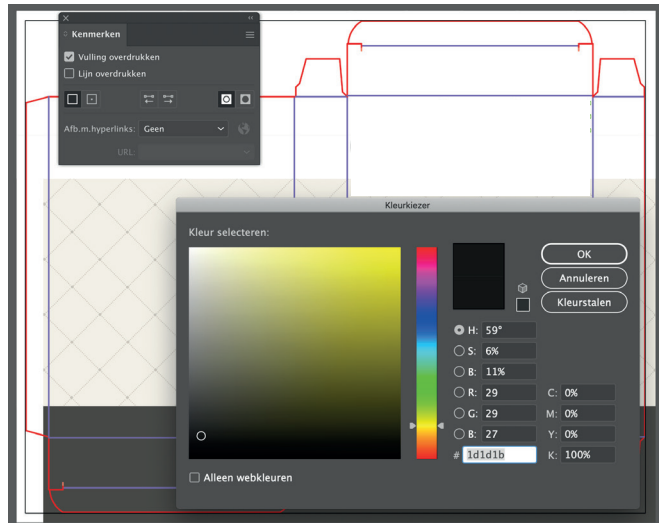 Kenmerken
Vulling overdrukken
Lijn overdrukken
Afb.m.hyperlinks: Geen
URL:
Kleurkiezer
Kleur selecteren:
OK
Annuleren
Kleurstalen
H: 59°
S: 6%
B: 11%
R: 29 C: 0%
G: 29 M: 0%
B: 27 Y: 0%
# 1d1d1b K: 100%
Alleen webkleuren